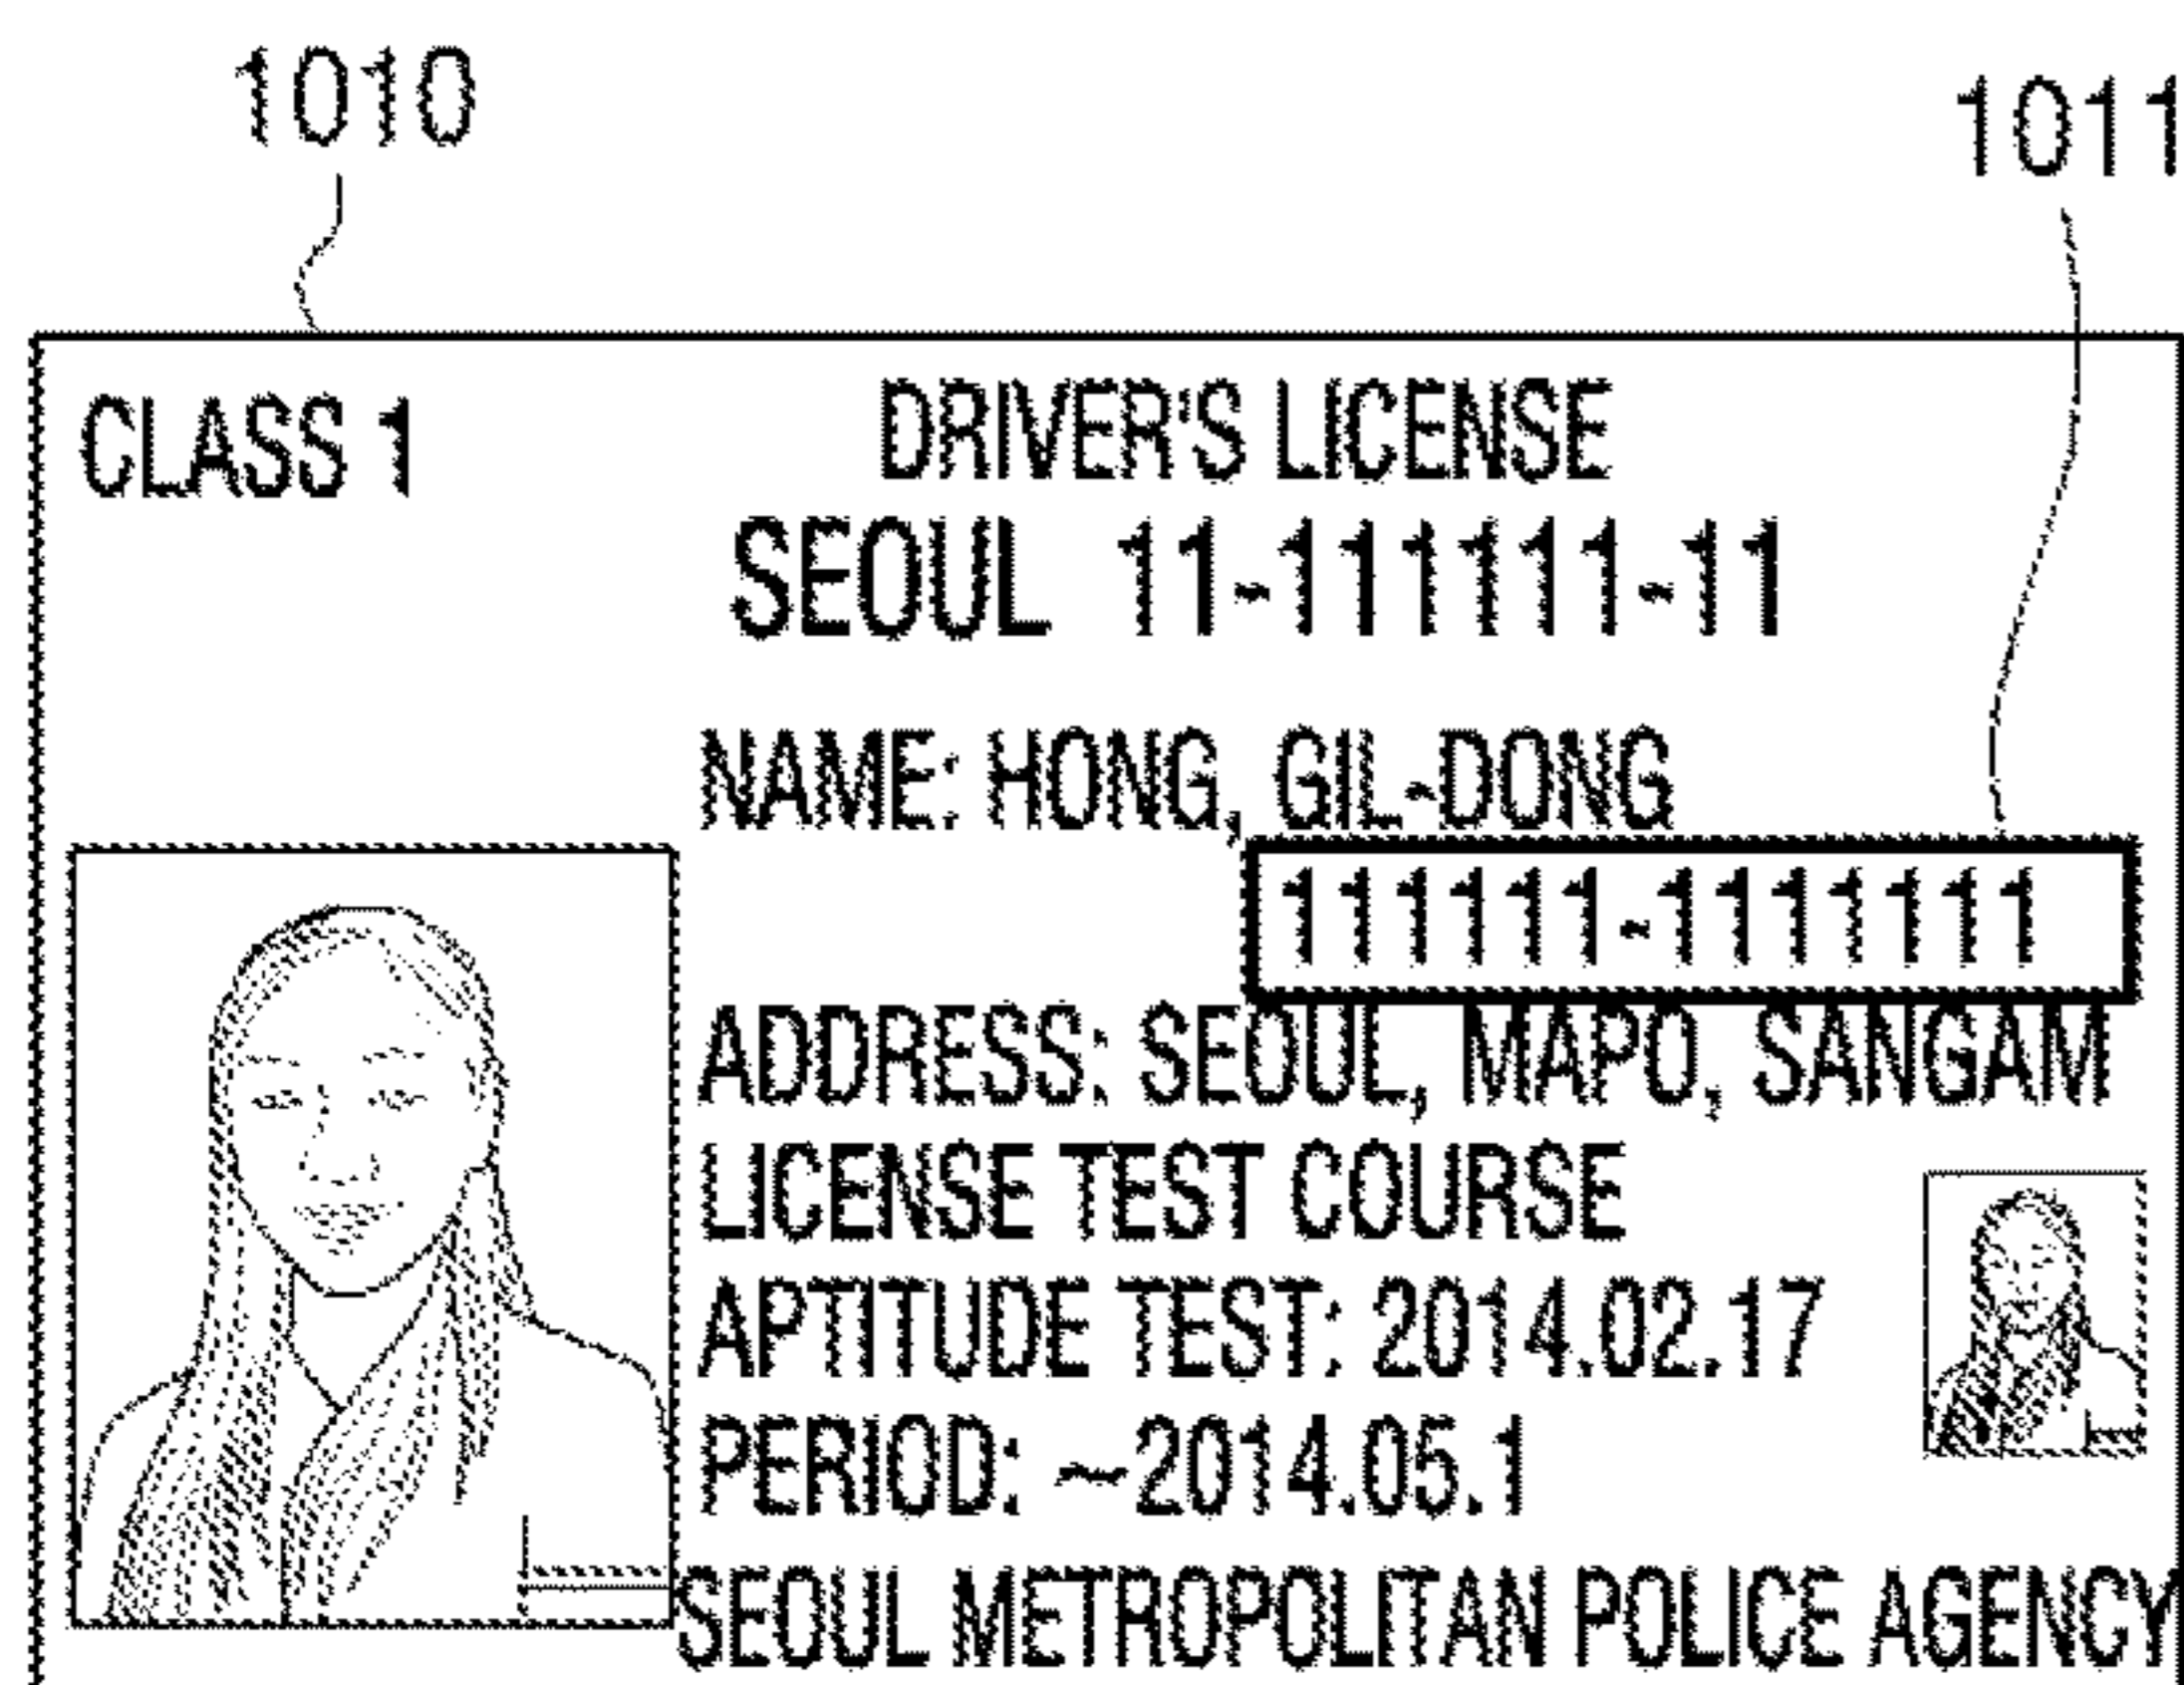 1010
1011
CLASS 1
DRIVER'S LICENSE
SEOUL 11-111111-11
NAME: HONG, GIL-DONG
111111-1111111
ADDRESS: SEOUL, MAPO, SANGAM
LICENSE TEST COURSE
APTITUDE TEST: 2014.02.17
PERIOD: ~2014.05.1
SEOUL METROPOLITAN POLICE AGENCY